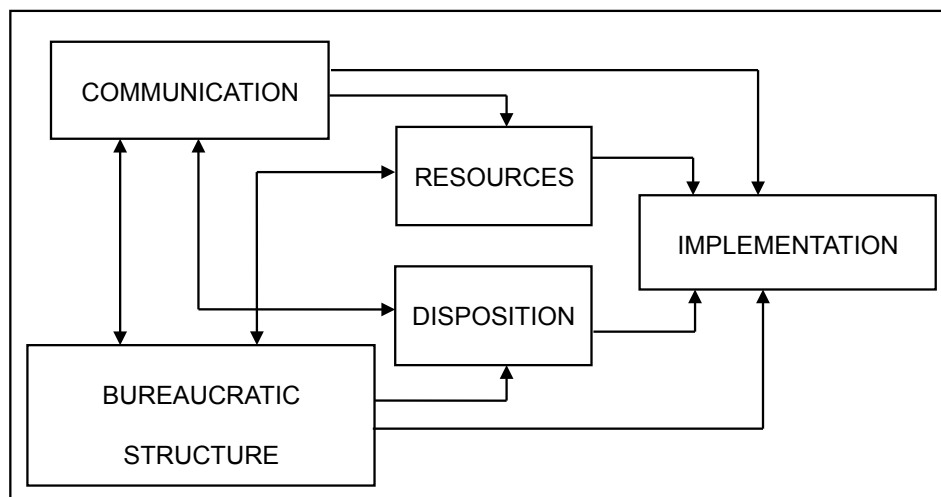 COMMUNICATION
RESOURCES
IMPLEMENTATION
DISPOSITION
BUREAUCRATIC
STRUCTURE